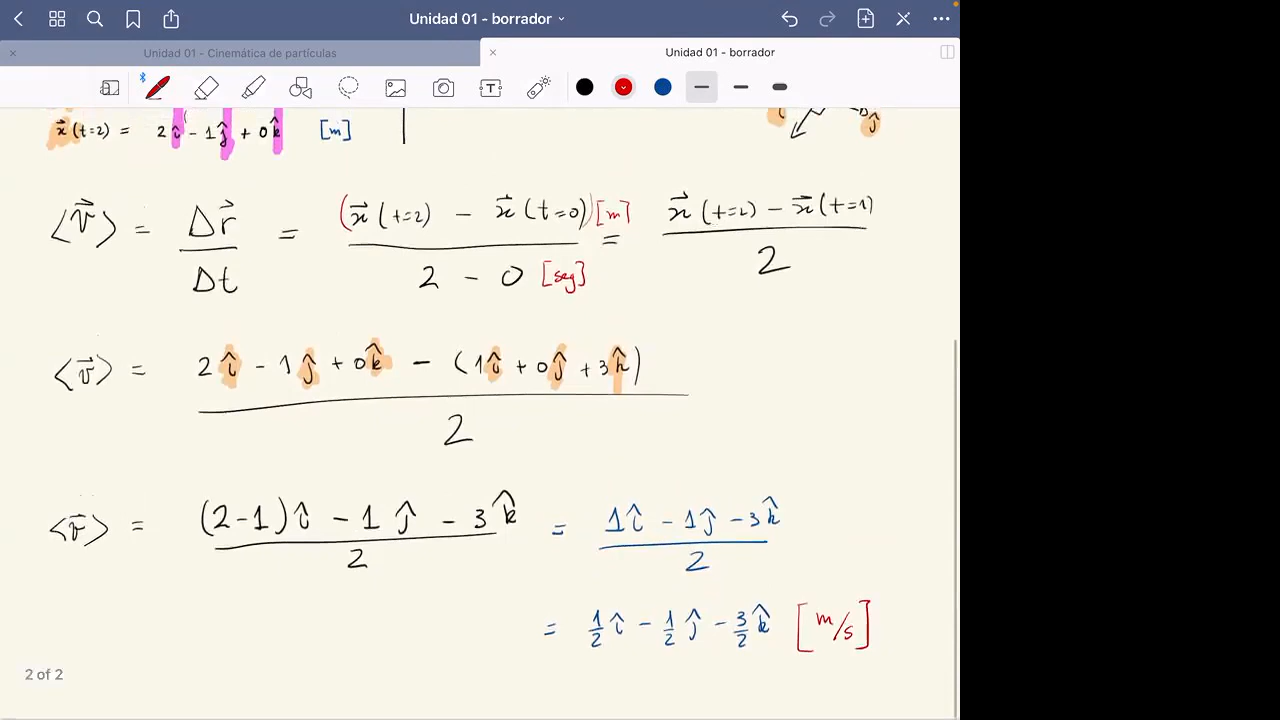 Unidad 01 - borrador
Unidad 01 - Cinemática de partículas
Unidad 01 - borrador
x⃗(t=2) = 2î - 1ĵ + 0k̂ [m]
ĵ
⟨v⃗⟩ = Δr⃗/Δt = (x⃗(t=2) - x⃗(t=0))[m] / 2 - 0 [seg] = x⃗(t=2) - x⃗(t=1) / 2
⟨v⃗⟩ = 2î - 1ĵ + 0k̂ - (1î + 0ĵ + 3k̂) / 2
⟨v⃗⟩ = (2-1)î - 1ĵ - 3k̂ / 2 = 1î - 1ĵ - 3k̂ / 2
= 1/2 î - 1/2 ĵ - 3/2 k̂ [m/s]
2 of 2